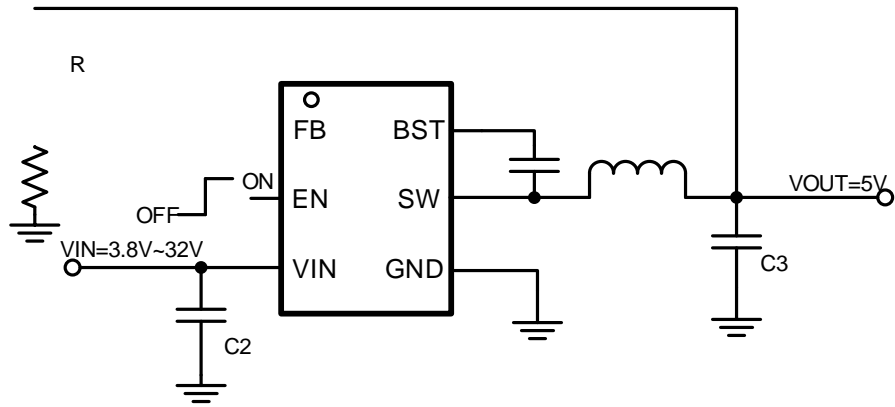 R
FB
BST
ON
EN
SW
VOUT=5V
OFF
VIN=3.8V~32V
VIN
GND
C3
C2